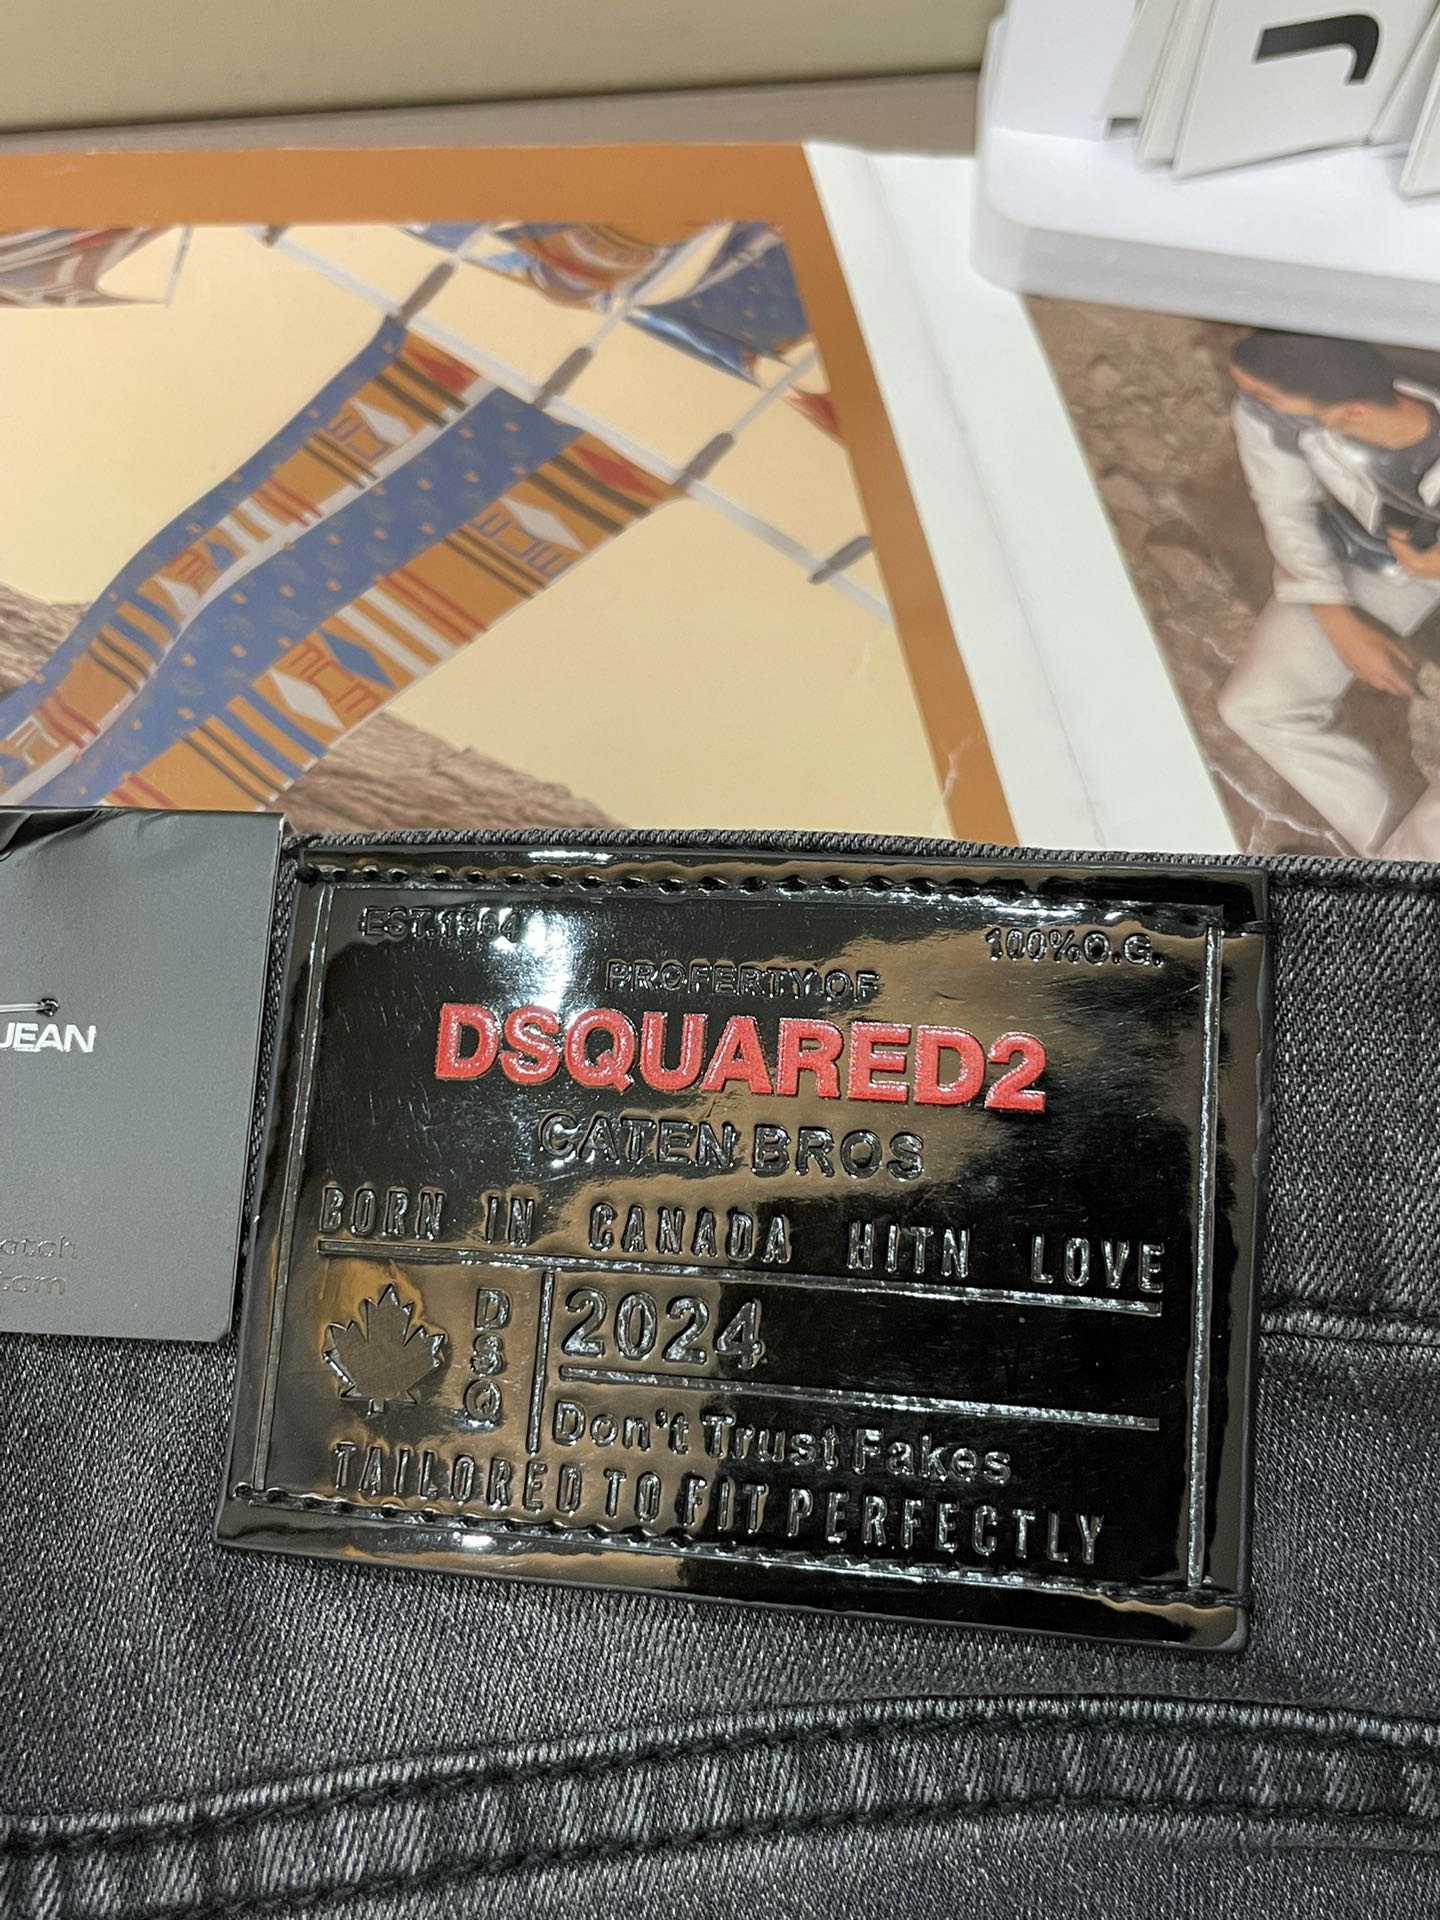 J
EST.1964
100%O.G.
PROFERTY OF
DSQUARED2
CATEN BROS
BORN IN CANADA HITN LOVE
DSQ
2024
Don't Trust Fakes
TAILORED TO FIT PERFECTLY
JEAN